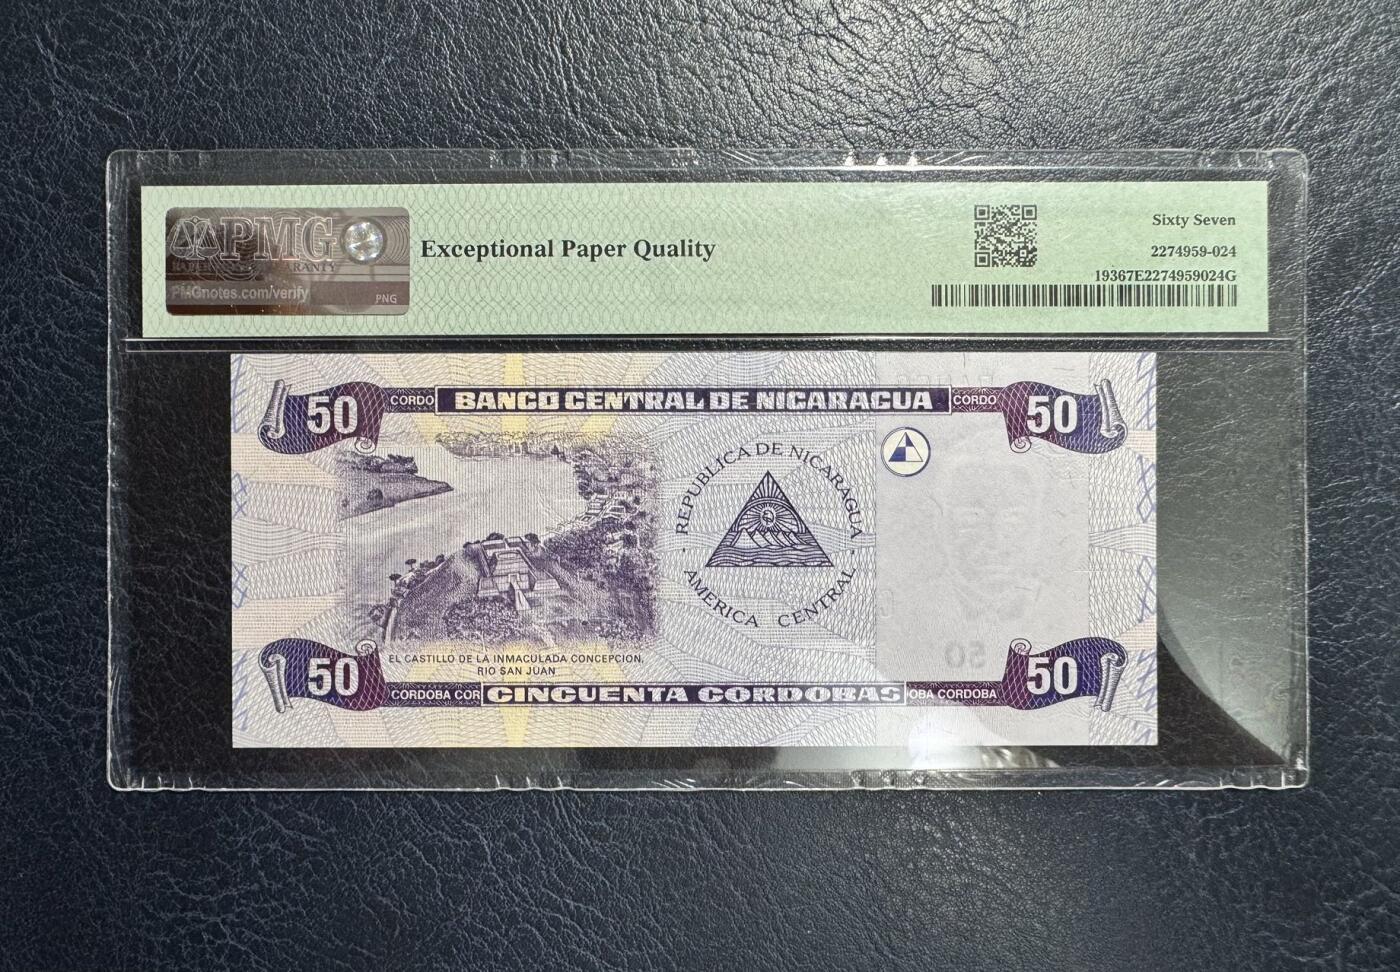 PMG
PMGnotes.com/verify
PNG
Exceptional Paper Quality
Sixty Seven
2274959-024
19367E2274959024G
50
CORDO
BANCO CENTRAL DE NICARAGUA
CORDO
50
REPUBLICA DE NICARAGUA
AMERICA CENTRAL
EL CASTILLO DE LA INMACULADA CONCEPCION,
RIO SAN JUAN
50
50
CORDOBA COR
CINCUENTA CORDOBAS
OBA CORDOBA
50